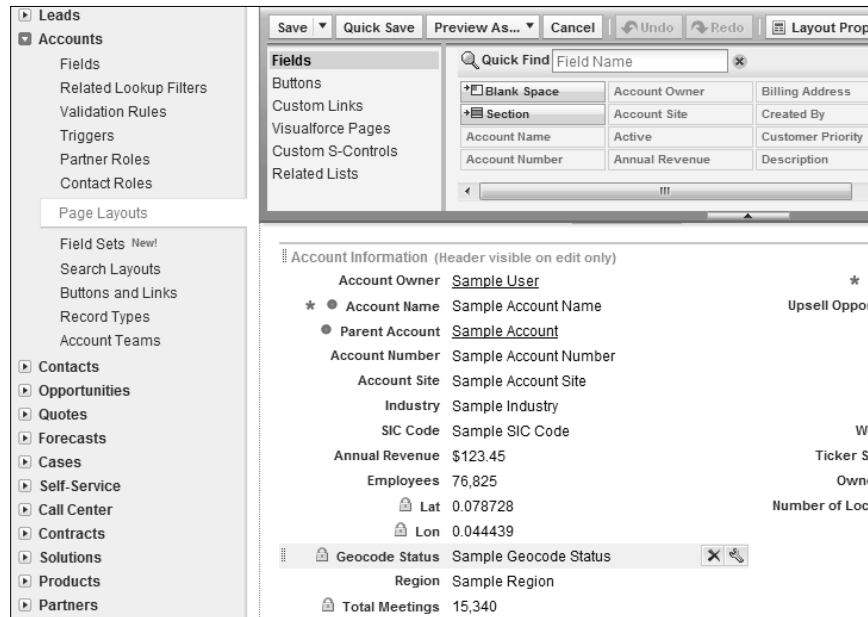 Leads
Accounts
Fields
Related Lookup Filters
Validation Rules
Triggers
Partner Roles
Contact Roles
Page Layouts
Field Sets New!
Search Layouts
Buttons and Links
Record Types
Account Teams
Contacts
Opportunities
Quotes
Forecasts
Cases
Self-Service
Call Center
Contracts
Solutions
Products
Partners
Save Quick Save Preview As... Cancel Undo Redo Layout Prop
Fields
Buttons
Custom Links
Visualforce Pages
Custom S-Controls
Related Lists
Quick Find Field Name
Blank Space Account Owner Billing Address
Section Account Site Created By
Account Name Active Customer Priority
Account Number Annual Revenue Description
Account Information (Header visible on edit only)
Account Owner Sample User *
* Account Name Sample Account Name Upsell Oppor
Parent Account Sample Account
Account Number Sample Account Number
Account Site Sample Account Site
Industry Sample Industry
SIC Code Sample SIC Code W
Annual Revenue $123.45 Ticker S
Employees 76,825 Owne
Lat 0.078728 Number of Loc
Lon 0.044439
Geocode Status Sample Geocode Status
Region Sample Region
Total Meetings 15,340